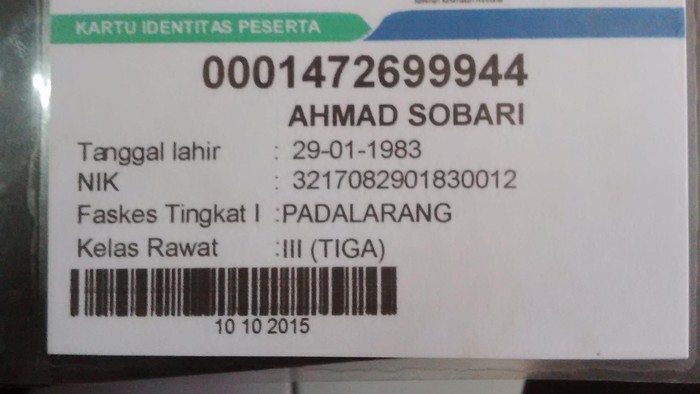 KARTU IDENTITAS PESERTA
0001472699944
AHMAD SOBARI
Tanggal lahir : 29-01-1983
NIK : 3217082901830012
Faskes Tingkat I :PADALARANG
Kelas Rawat :III (TIGA)
10 10 2015